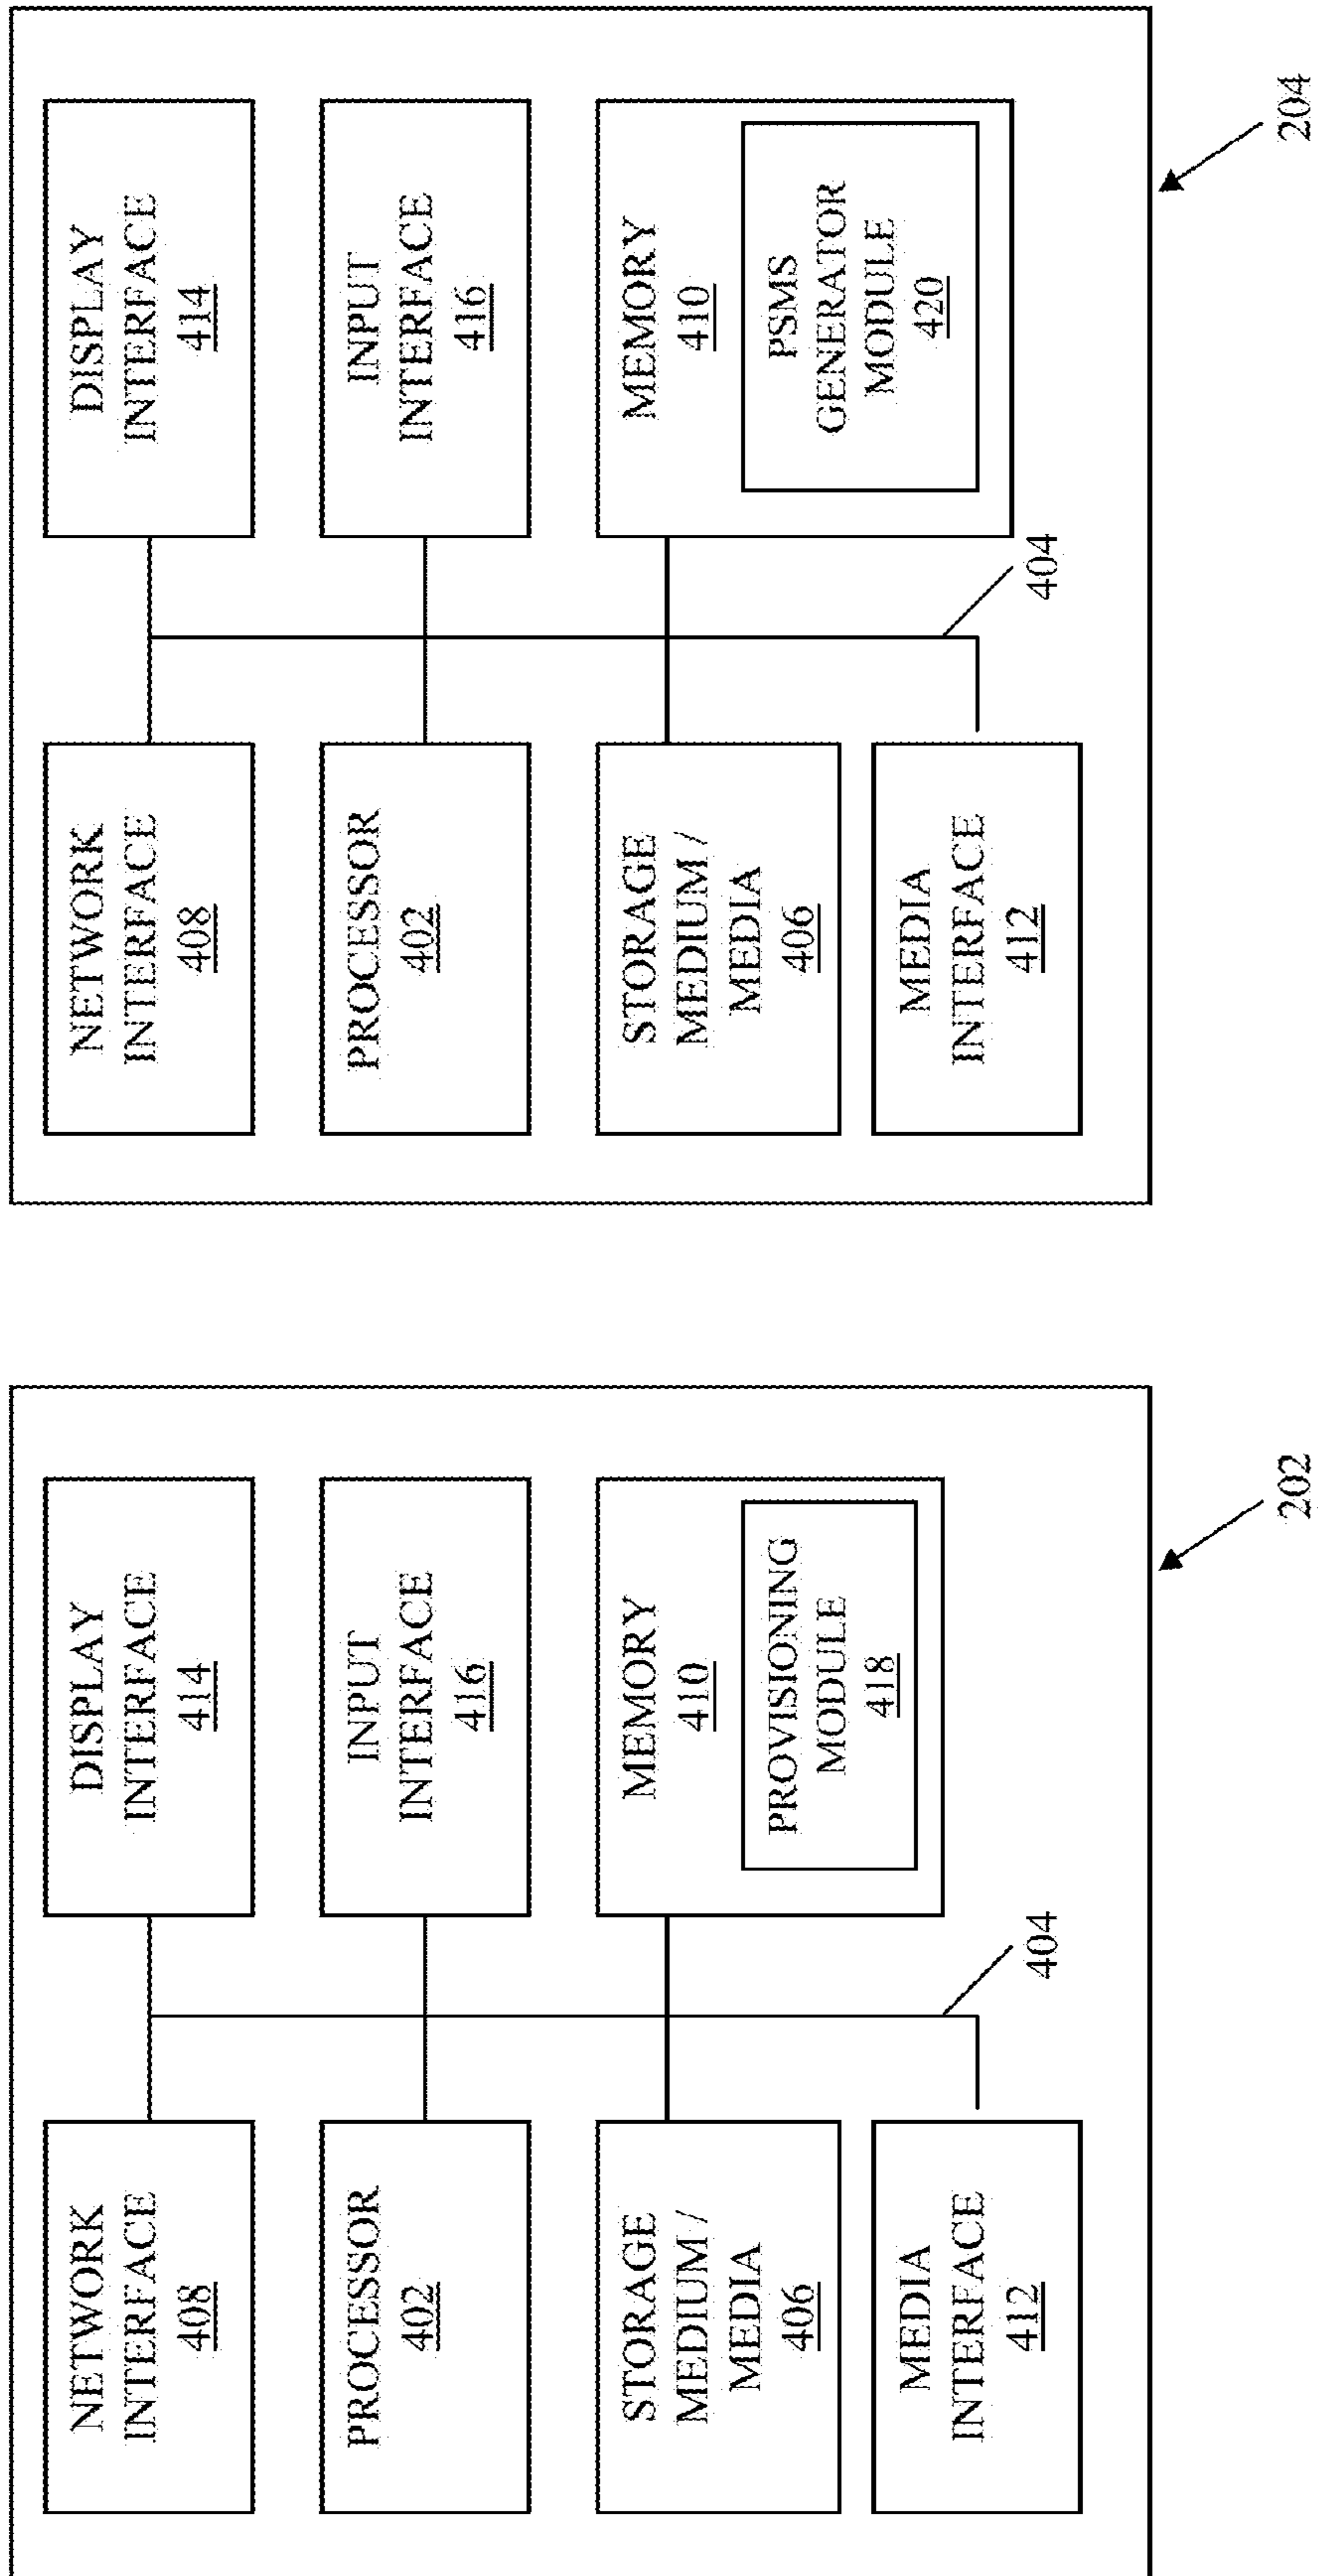 NETWORK
INTERFACE
408
DISPLAY
INTERFACE
414
PROCESSOR
402
INPUT
INTERFACE
416
STORAGE
MEDIUM /
MEDIA
406
MEMORY
410
PROVISIONING
MODULE
418
MEDIA
INTERFACE
412
404
202
NETWORK
INTERFACE
408
DISPLAY
INTERFACE
414
PROCESSOR
402
INPUT
INTERFACE
416
STORAGE
MEDIUM /
MEDIA
406
MEMORY
410
PSMS
GENERATOR
MODULE
420
MEDIA
INTERFACE
412
404
204